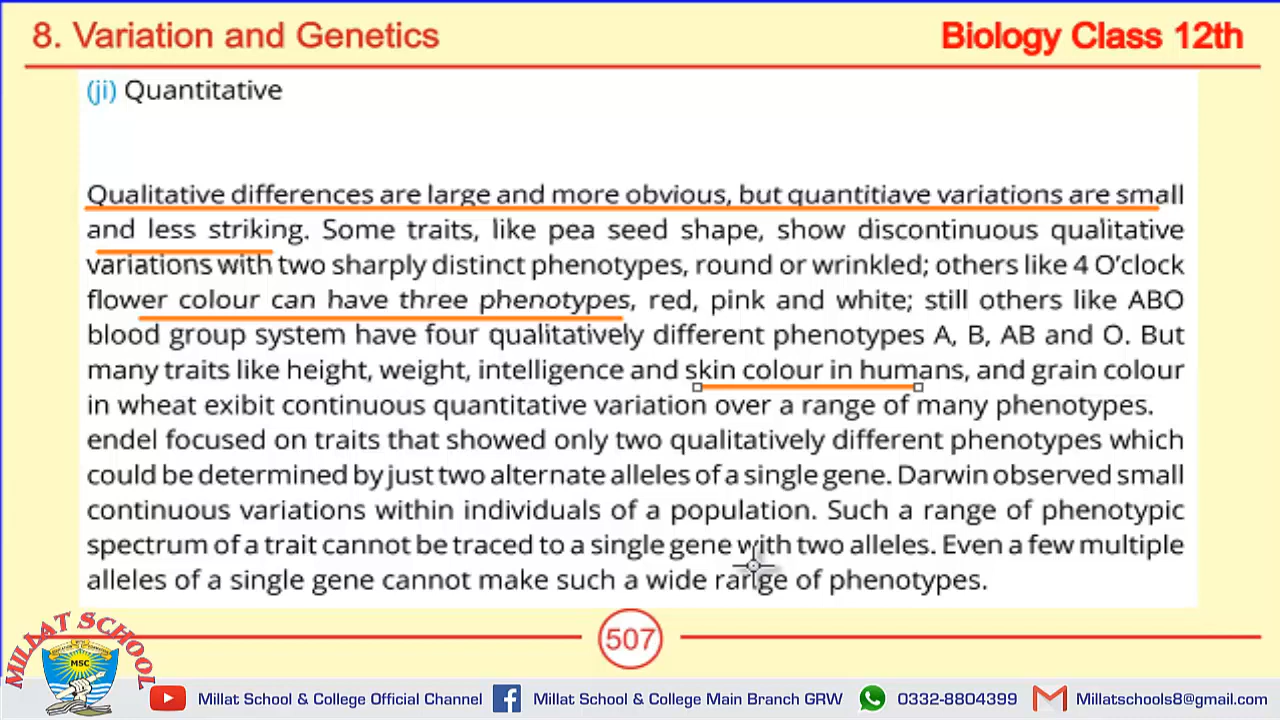 8. Variation and Genetics
Biology Class 12th
(ji) Quantitative
Qualitative differences are large and more obvious, but quantitiave variations are small
and less striking. Some traits, like pea seed shape, show discontinuous qualitative
variations with two sharply distinct phenotypes, round or wrinkled; others like 4 O'clock
flower colour can have three phenotypes, red, pink and white; still others like ABO
blood group system have four qualitatively different phenotypes A, B, AB and O. But
many traits like height, weight, intelligence and skin colour in humans, and grain colour
in wheat exibit continuous quantitative variation over a range of many phenotypes.
endel focused on traits that showed only two qualitatively different phenotypes which
could be determined by just two alternate alleles of a single gene. Darwin observed small
continuous variations within individuals of a population. Such a range of phenotypic
spectrum of a trait cannot be traced to a single gene with two alleles. Even a few multiple
alleles of a single gene cannot make such a wide range of phenotypes.
507
MILLAT SCHOOL
MSC
Millat School & College Official Channel
Millat School & College Main Branch GRW
0332-8804399
Millatschools8@gmail.com